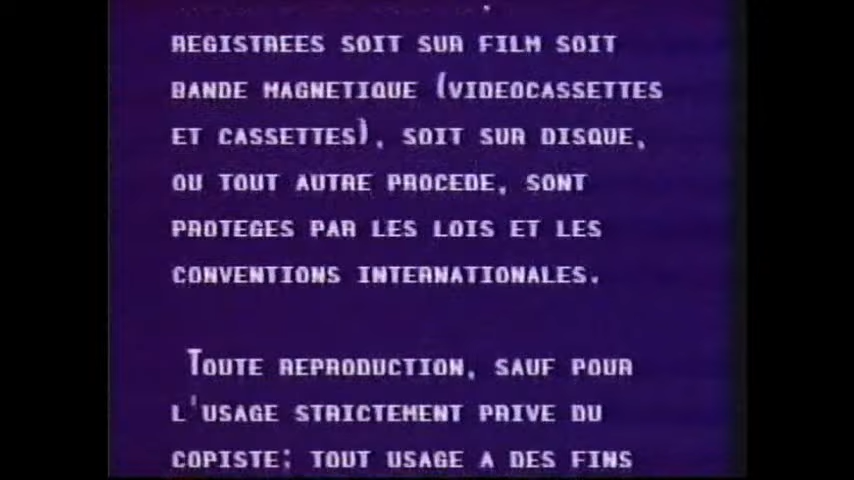 REGISTREES SOIT SUR FILM SOIT
BANDE MAGNETIQUE (VIDEOCASSETTES
ET CASSETTES), SOIT SUR DISQUE,
OU TOUT AUTRE PROCEDE, SONT
PROTEGES PAR LES LOIS ET LES
CONVENTIONS INTERNATIONALES.
TOUTE REPRODUCTION, SAUF POUR
L'USAGE STRICTEMENT PRIVE DU
COPISTE; TOUT USAGE A DES FINS